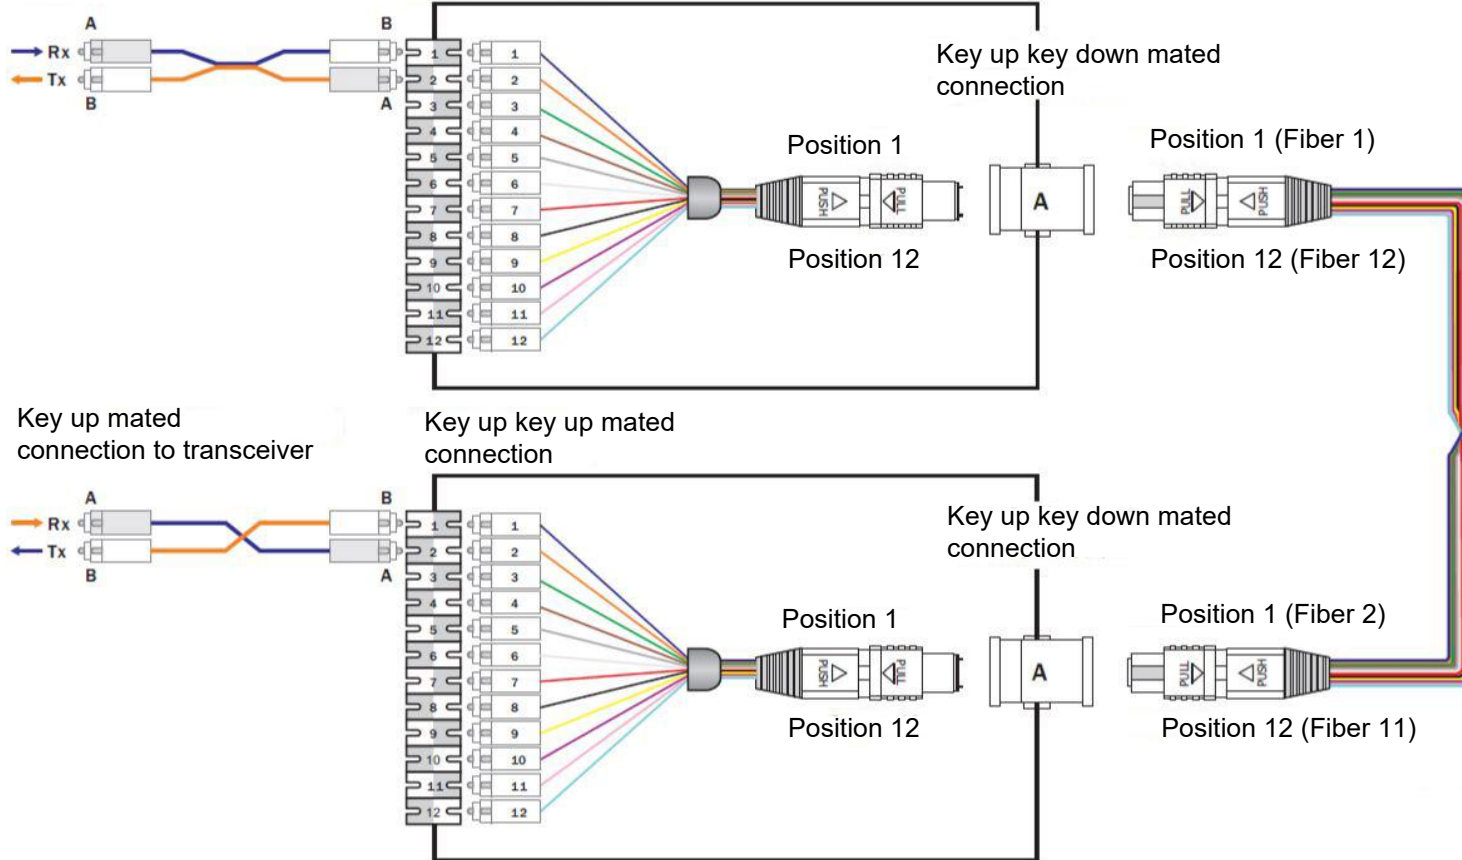 A
B
Rx
Tx
B
A
1
2
3
4
5
6
7
8
9
10
11
12
1
2
3
4
5
6
7
8
9
10
11
12
Position 1
PUSH
PULL
Position 12
Key up key down mated
connection
A
Position 1 (Fiber 1)
PULL
PUSH
Position 12 (Fiber 12)
Key up mated
connection to transceiver
Key up key up mated
connection
A
B
Rx
Tx
B
A
1
2
3
4
5
6
7
8
9
10
11
12
1
2
3
4
5
6
7
8
9
10
11
12
Position 1
PUSH
PULL
Position 12
Key up key down mated
connection
A
Position 1 (Fiber 2)
PULL
PUSH
Position 12 (Fiber 11)